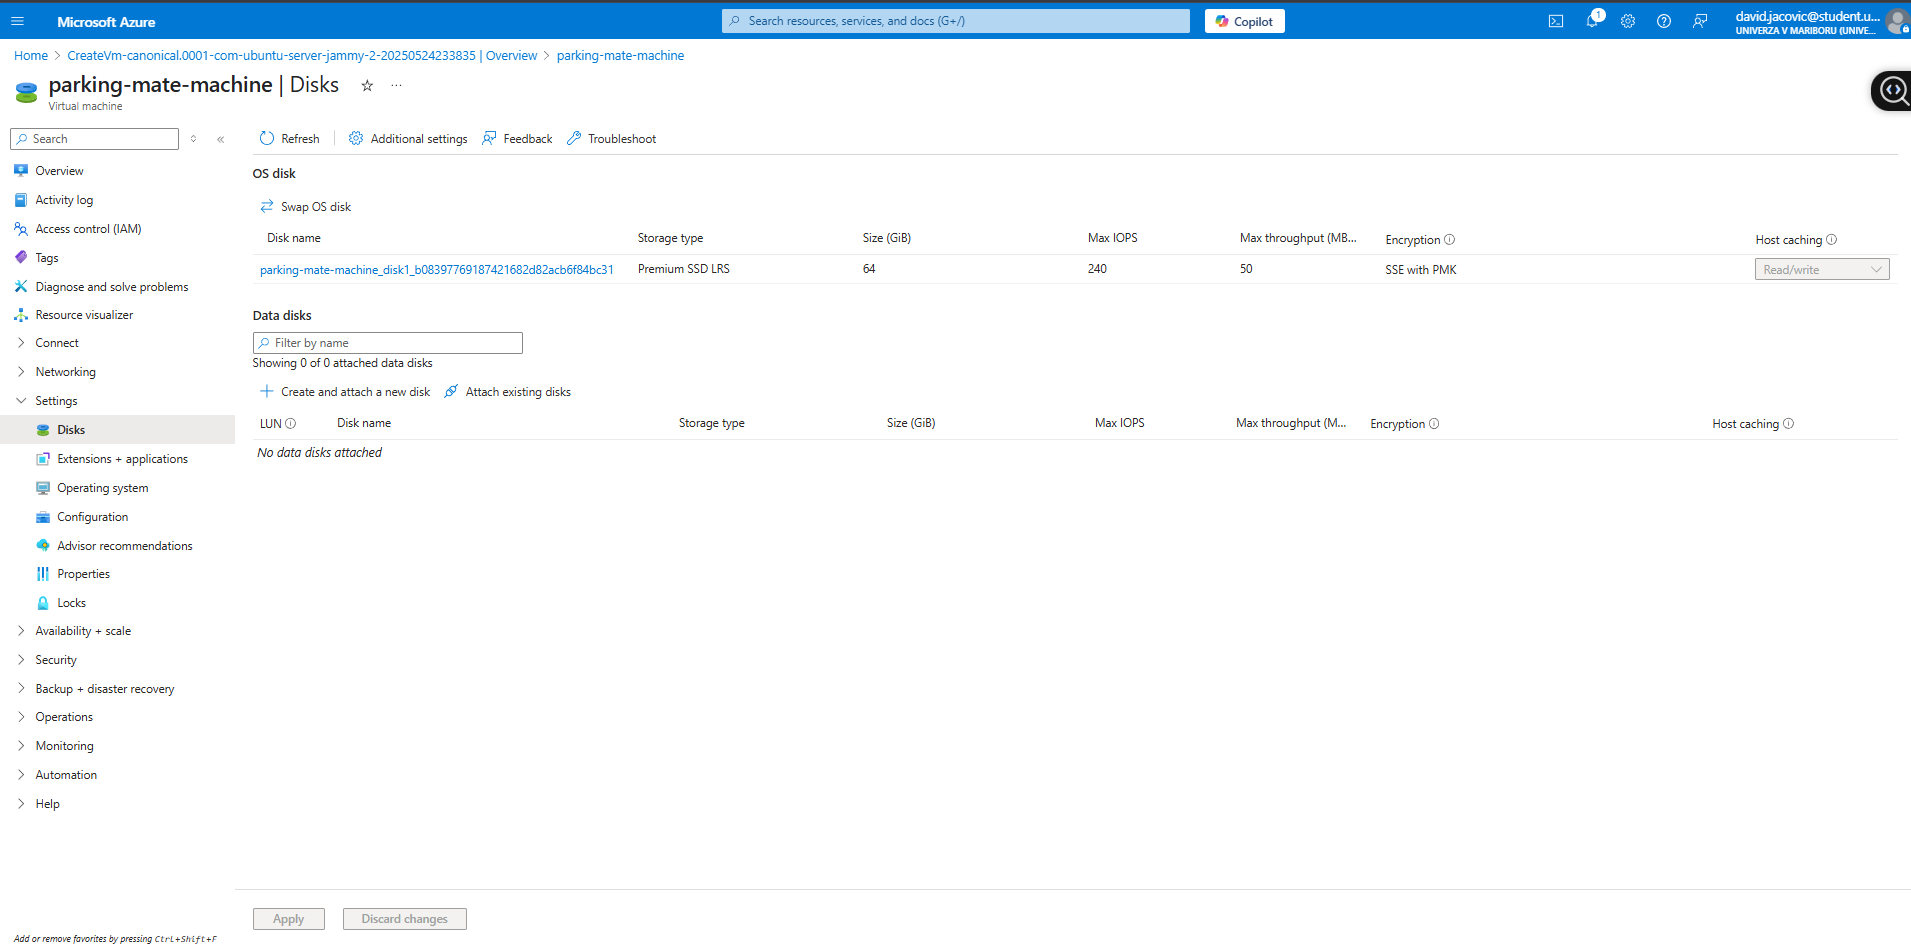 Microsoft Azure
Search resources, services, and docs (G+/)
Copilot
1
david.jacovic@student.u...
UNIVERZA V MARIBORU (UNIVE...
Home > CreateVm-canonical.0001-com-ubuntu-server-jammy-2-20250524233835 | Overview > parking-mate-machine
parking-mate-machine | Disks
Virtual machine
Search
Overview
Activity log
Access control (IAM)
Tags
Diagnose and solve problems
Resource visualizer
Connect
Networking
Settings
Disks
Extensions + applications
Operating system
Configuration
Advisor recommendations
Properties
Locks
Availability + scale
Security
Backup + disaster recovery
Operations
Monitoring
Automation
Help
Add or remove favorites by pressing Ctrl+Shift+F
Refresh Additional settings Feedback Troubleshoot
OS disk
Swap OS disk
Disk name Storage type Size (GiB) Max IOPS Max throughput (MB... Encryption Host caching
parking-mate-machine_disk1_b08397769187421682d82acb6f84bc31 Premium SSD LRS 64 240 50 SSE with PMK Read/write
Data disks
Filter by name
Showing 0 of 0 attached data disks
Create and attach a new disk Attach existing disks
LUN Disk name Storage type Size (GiB) Max IOPS Max throughput (M... Encryption Host caching
No data disks attached
Apply Discard changes